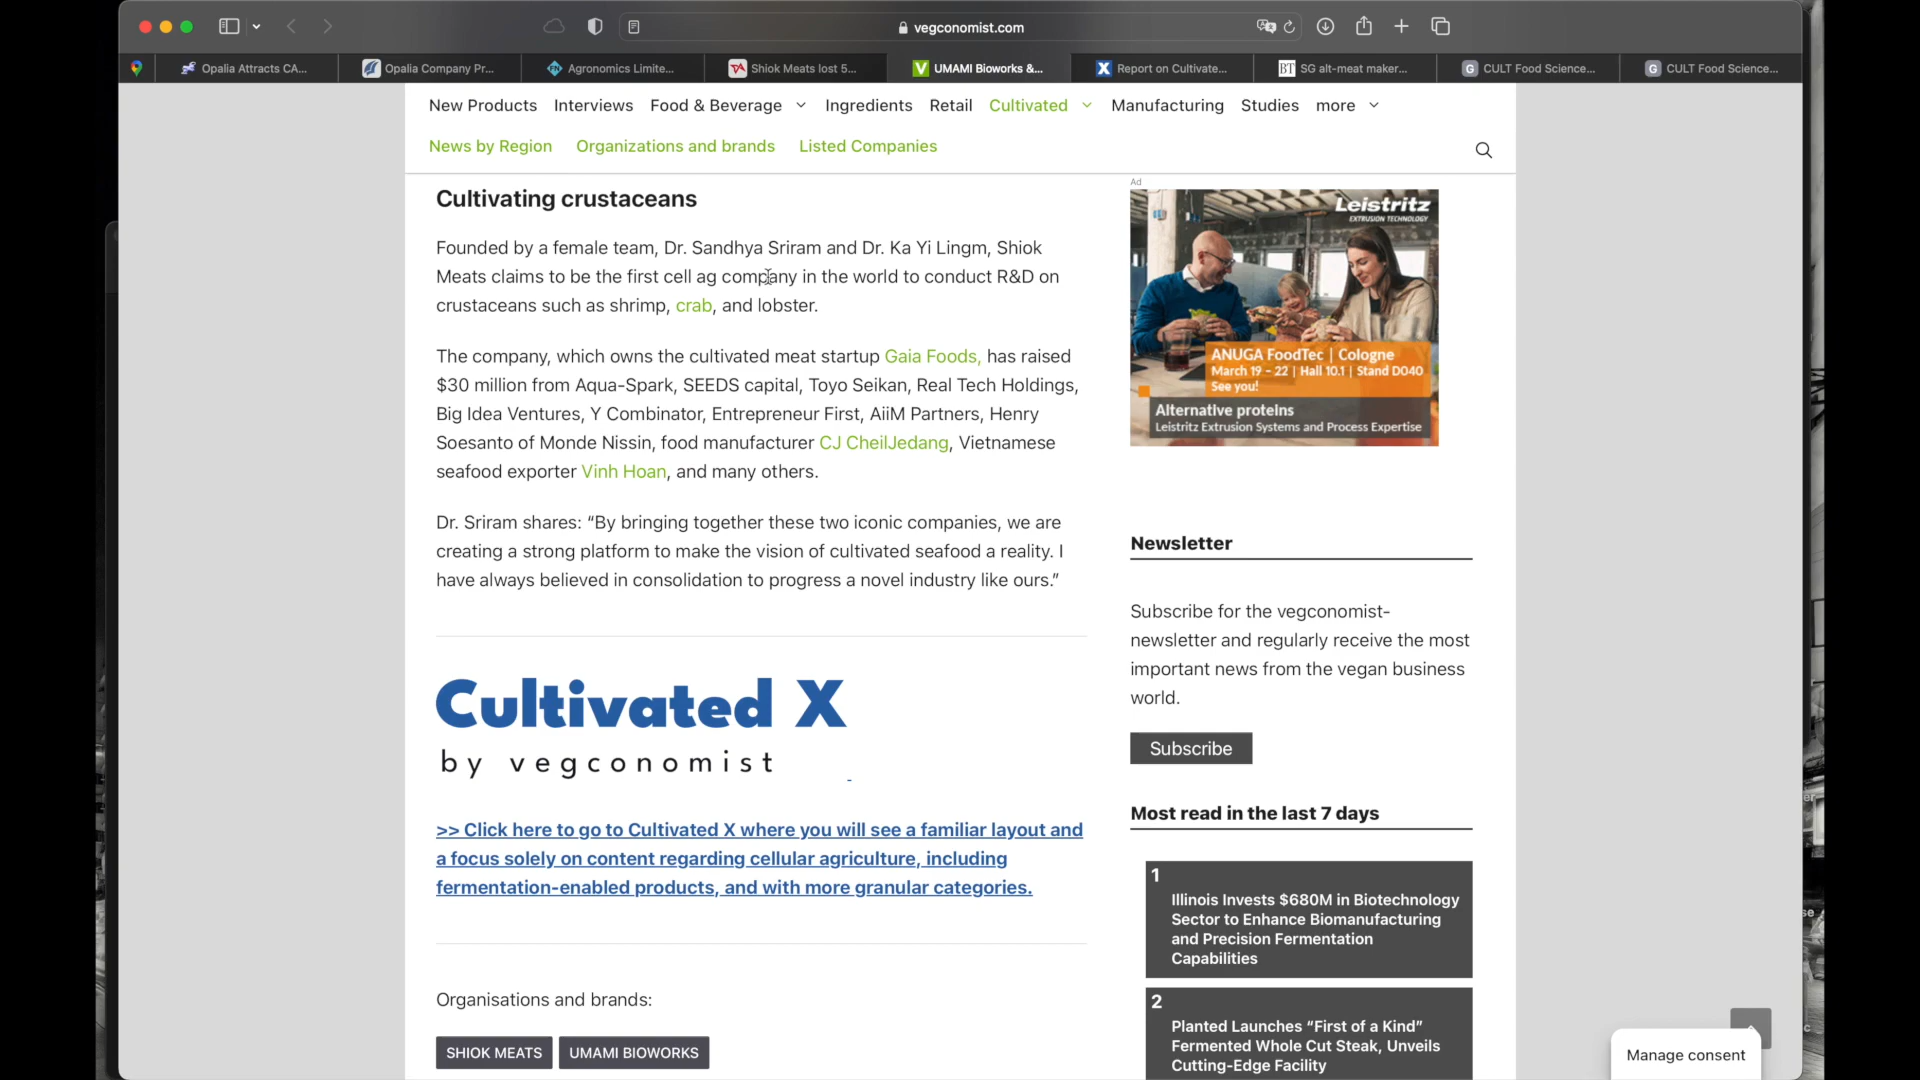 vegconomist.com
Opalia Attracts CA...
Opalia Company Pr...
Agronomics Limite...
Shiok Meats lost 5...
UMAMI Bioworks &...
Report on Cultivate...
SG alt-meat maker...
CULT Food Science...
CULT Food Science...
New Products Interviews Food & Beverage Ingredients Retail Cultivated Manufacturing Studies more
News by Region Organizations and brands Listed Companies
Cultivating crustaceans
Founded by a female team, Dr. Sandhya Sriram and Dr. Ka Yi Lingm, Shiok
Meats claims to be the first cell ag company in the world to conduct R&D on
crustaceans such as shrimp, crab, and lobster.
The company, which owns the cultivated meat startup Gaia Foods, has raised
$30 million from Aqua-Spark, SEEDS capital, Toyo Seikan, Real Tech Holdings,
Big Idea Ventures, Y Combinator, Entrepreneur First, AiiM Partners, Henry
Soesanto of Monde Nissin, food manufacturer CJ CheilJedang, Vietnamese
seafood exporter Vinh Hoan, and many others.
Dr. Sriram shares: “By bringing together these two iconic companies, we are
creating a strong platform to make the vision of cultivated seafood a reality. I
have always believed in consolidation to progress a novel industry like ours.”
Cultivated X
by vegconomist
>> Click here to go to Cultivated X where you will see a familiar layout and
a focus solely on content regarding cellular agriculture, including
fermentation-enabled products, and with more granular categories.
Organisations and brands:
SHIOK MEATS UMAMI BIOWORKS
Ad
Leistritz
EXTRUSION TECHNOLOGY
ANUGA FoodTec | Cologne
March 19 – 22 | Hall 10.1 | Stand D040
See you!
Alternative proteins
Leistritz Extrusion Systems and Process Expertise
Newsletter
Subscribe for the vegconomist-
newsletter and regularly receive the most
important news from the vegan business
world.
Subscribe
Most read in the last 7 days
1
Illinois Invests $680M in Biotechnology
Sector to Enhance Biomanufacturing
and Precision Fermentation
Capabilities
2
Planted Launches “First of a Kind”
Fermented Whole Cut Steak, Unveils
Cutting-Edge Facility
Manage consent